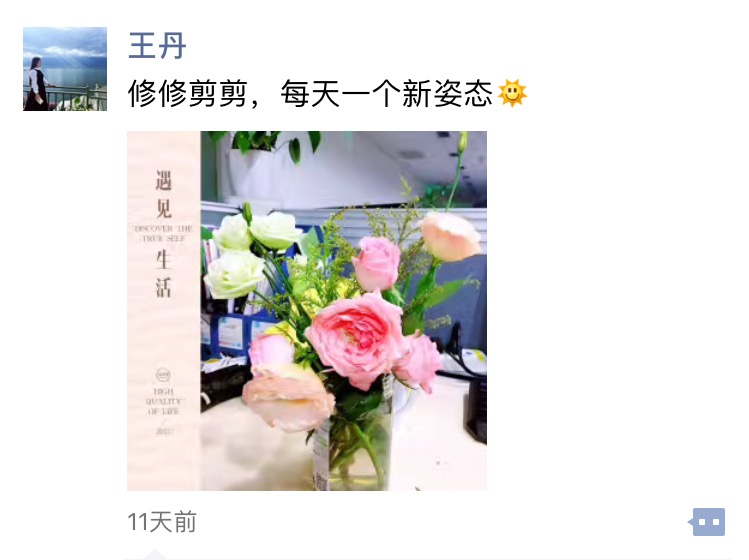 王丹
修修剪剪，每天一个新姿态🌞
遇见
DISCOVER THE
TRUE SELF
生活
HIGH
QUALITY
OF LIFE
11天前